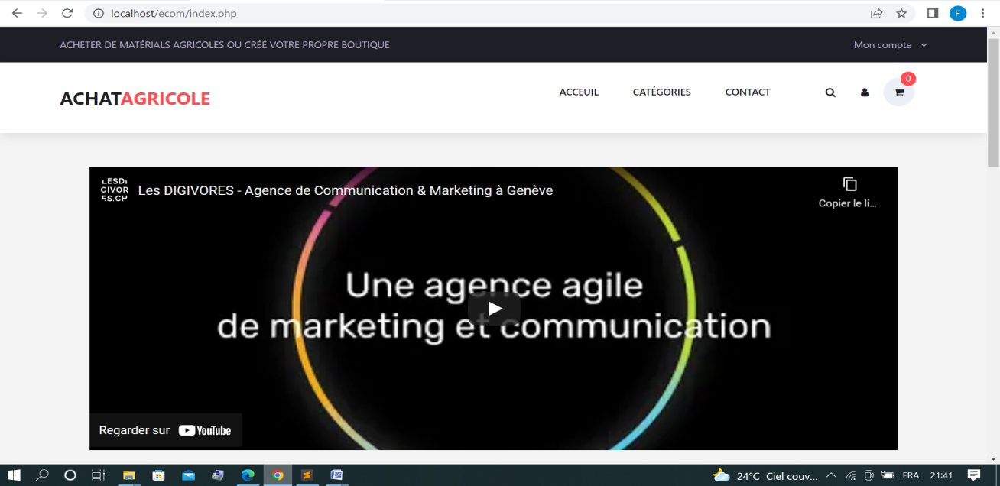 localhost/ecom/index.php
F
ACHETER DE MATÉRIALS AGRICOLES OU CRÉÉ VOTRE PROPRE BOUTIQUE
Mon compte
ACHATAGRICOLE
ACCEUIL
CATÉGORIES
CONTACT
0
LESDI
GIVOR
ES.CH
Les DIGIVORES - Agence de Communication & Marketing à Genève
Copier le li...
Une agence agile
de marketing et communication
Regarder sur YouTube
24°C Ciel couv...
FRA
21:41